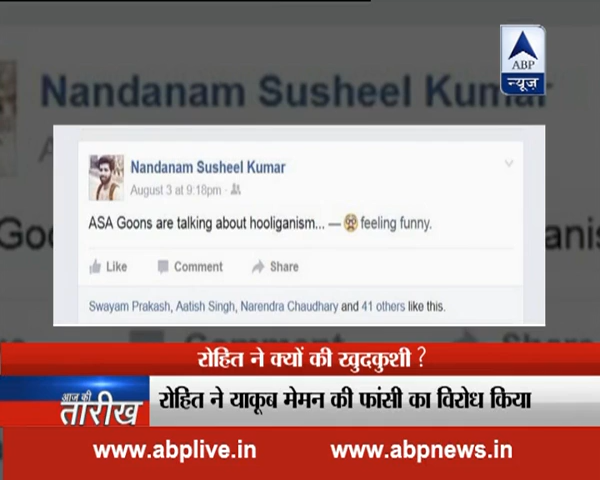 ABP
न्यूज़
Nandanam Susheel Kumar
Nandanam Susheel Kumar
August 3 at 9:18pm
ASA Goons are talking about hooliganism... — feeling funny.
Like Comment Share
Swayam Prakash, Aatish Singh, Narendra Chaudhary and 41 others like this.
रोहित ने क्यों की खुदकुशी ?
आज की
तारीख
रोहित ने याकूब मेमन की फांसी का विरोध किया
www.abplive.in www.abpnews.in